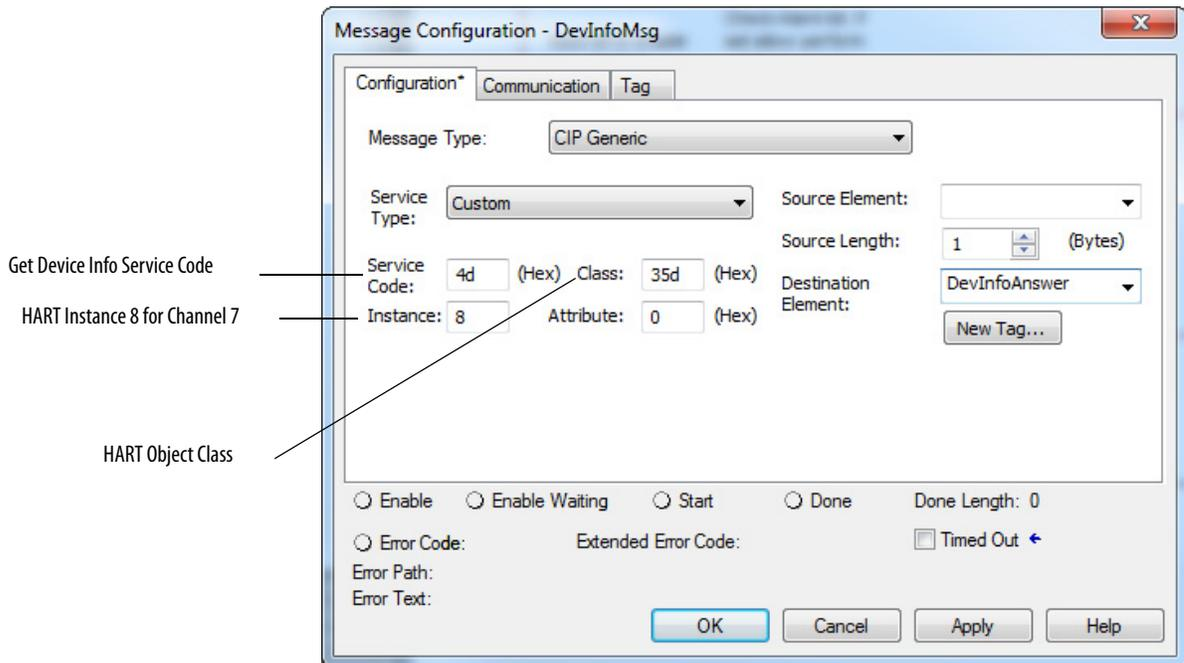 Message Configuration - DevInfoMsg
X
Configuration*
Communication
Tag
Message Type:
CIP Generic
Service Type:
Custom
Source Element:
Source Length:
1
(Bytes)
Get Device Info Service Code
Service Code:
4d
(Hex)
Class:
35d
(Hex)
Destination Element:
DevInfoAnswer
HART Instance 8 for Channel 7
Instance:
8
Attribute:
0
(Hex)
New Tag...
HART Object Class
Enable
Enable Waiting
Start
Done
Done Length: 0
Error Code:
Extended Error Code:
Timed Out
Error Path:
Error Text:
OK
Cancel
Apply
Help